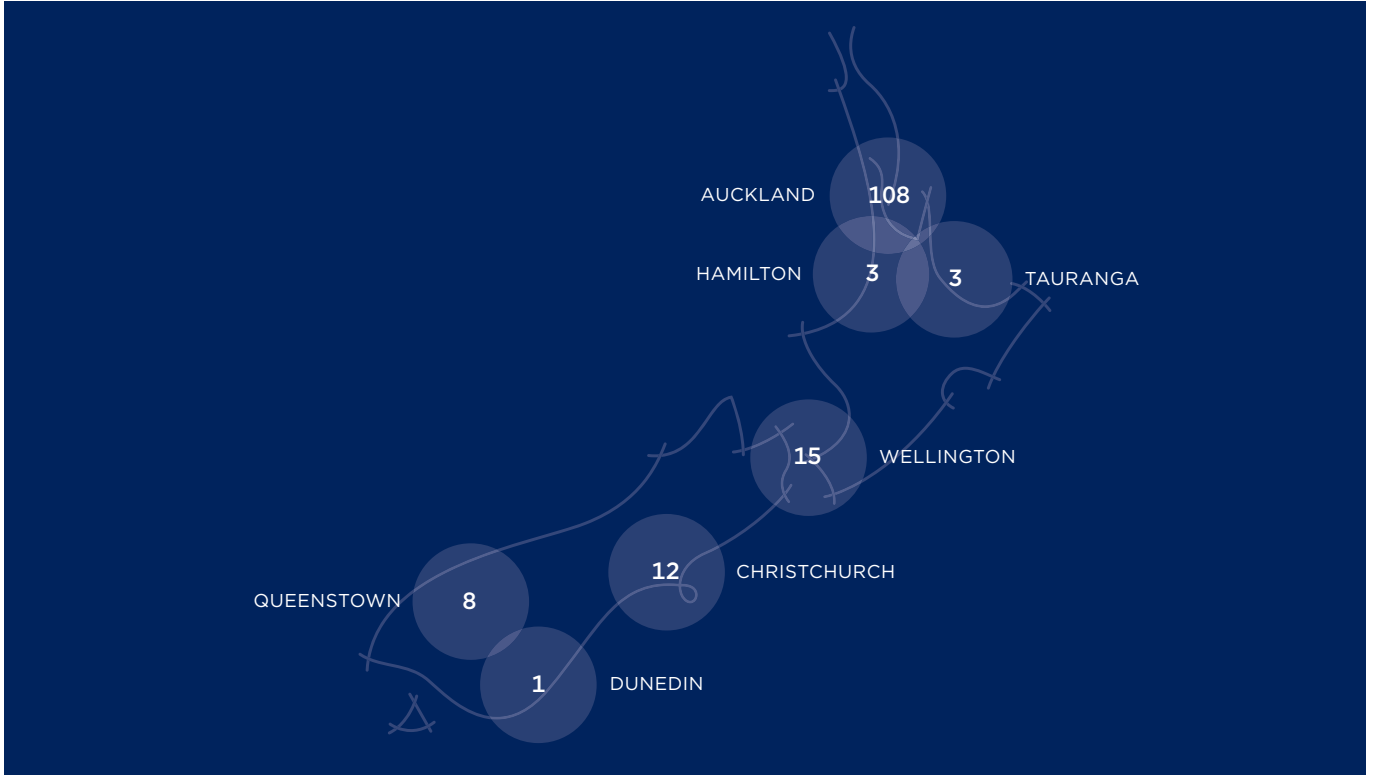 AUCKLAND 108
HAMILTON 3 3 TAURANGA
15 WELLINGTON
12 CHRISTCHURCH
QUEENSTOWN 8
1 DUNEDIN